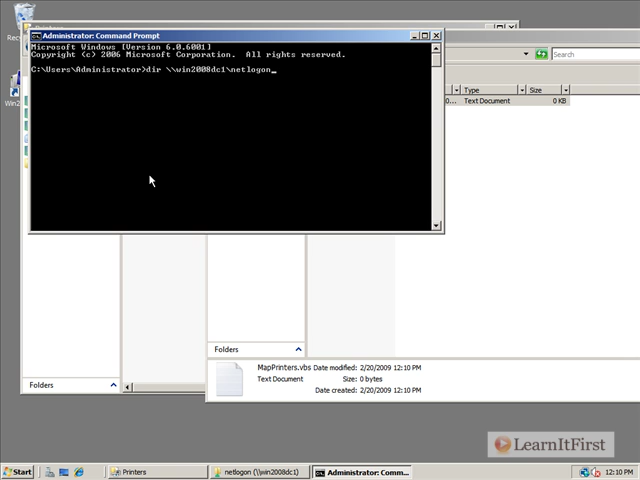 Recy
Win2
Administrator: Command Prompt
Microsoft Windows [Version 6.0.6001]
Copyright (c) 2006 Microsoft Corporation.  All rights reserved.
C:\Users\Administrator>dir \\win2008dc1\netlogon_
Search
Type
Size
0...
Text Document
0 KB
Folders
MapPrinters.vbs Date modified: 2/20/2009 12:10 PM
Text Document
Size: 0 bytes
Date created: 2/20/2009 12:10 PM
Folders
LearnItFirst
Start
Printers
netlogon (\\win2008dc1)
Administrator: Comm...
12:10 PM